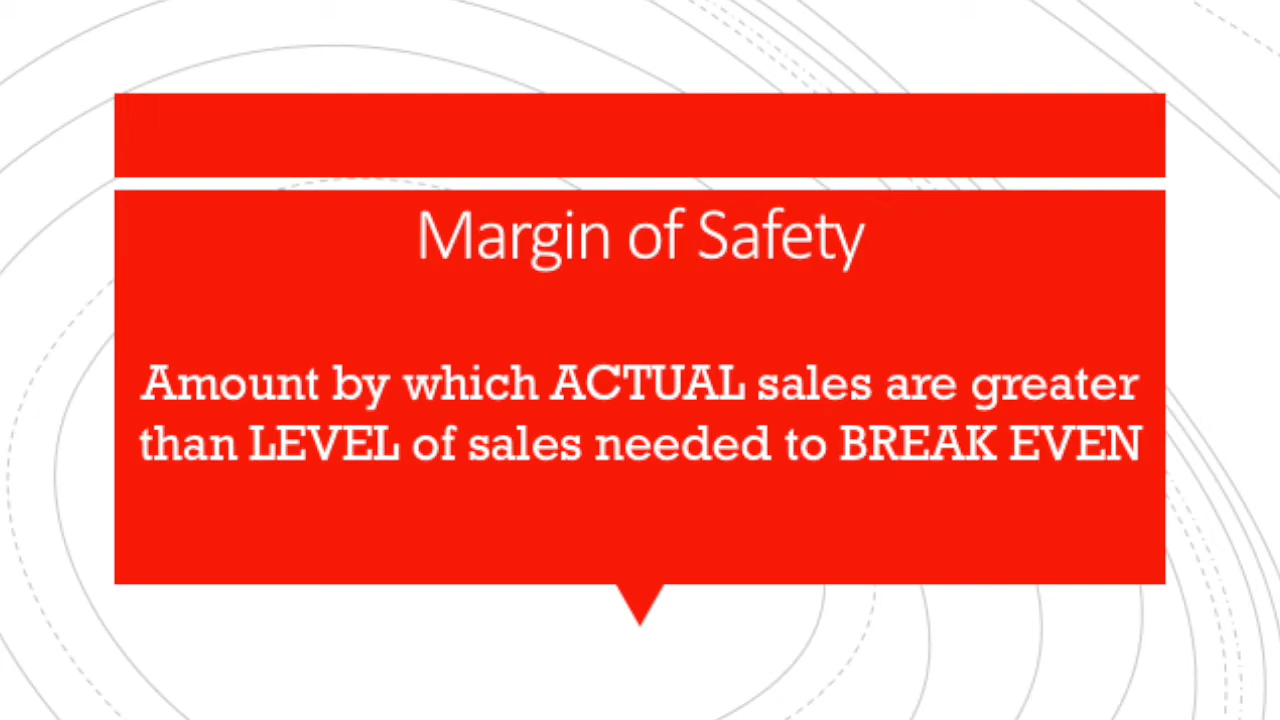 Margin of Safety
Amount by which ACTUAL sales are greater
than LEVEL of sales needed to BREAK EVEN